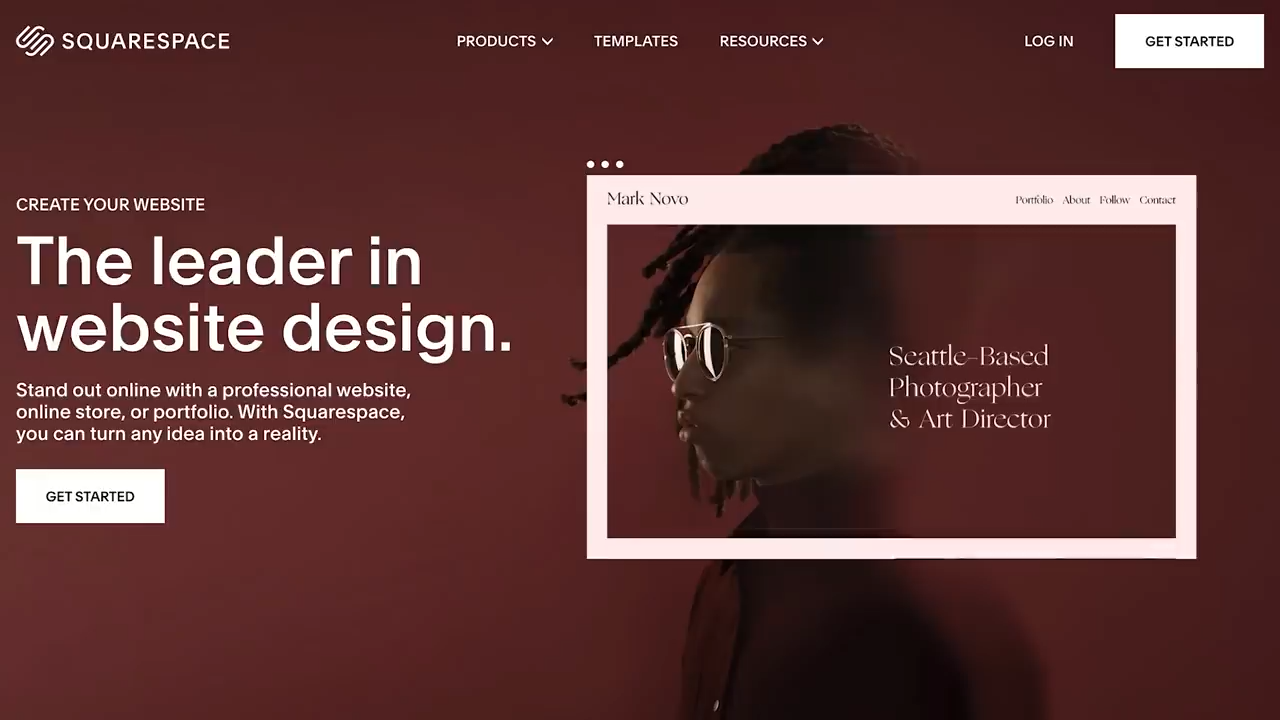 SQUARESPACE
PRODUCTS
TEMPLATES
RESOURCES
LOG IN
GET STARTED
CREATE YOUR WEBSITE
The leader in
website design.
Stand out online with a professional website,
online store, or portfolio. With Squarespace,
you can turn any idea into a reality.
GET STARTED
Mark Novo
Portfolio About Follow Contact
Seattle-Based
Photographer
& Art Director